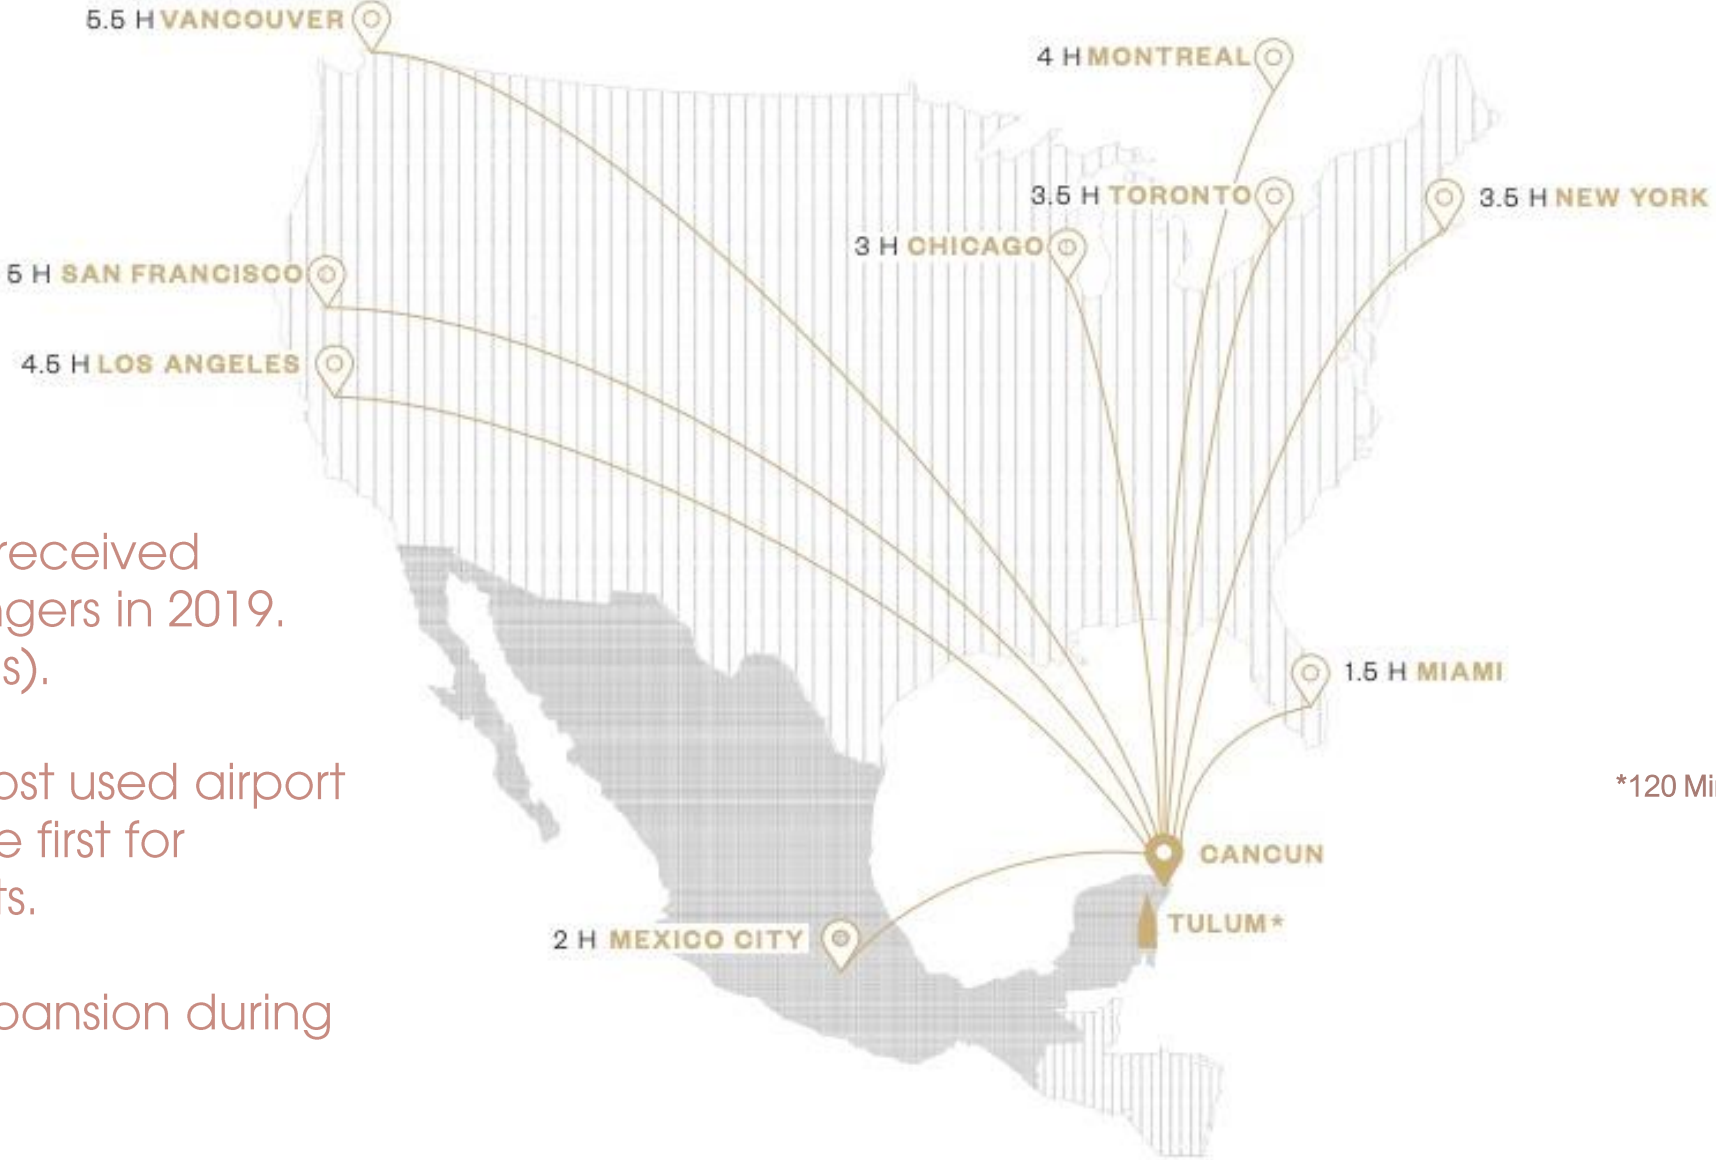 5.5 H VANCOUVER
4 H MONTREAL
3.5 H TORONTO
3.5 H NEW YORK
3 H CHICAGO
5 H SAN FRANCISCO
4.5 H LOS ANGELES
received
ngers in 2019.
s).
1.5 H MIAMI
ost used airport
e first for
ts.
*120 Min
CANCUN
TULUM*
2 H MEXICO CITY
pansion during